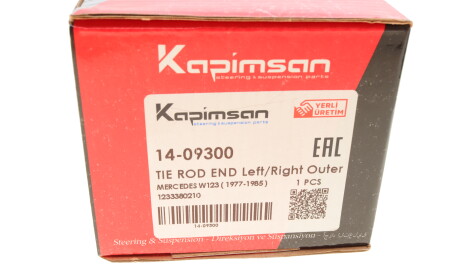 Kapimsan
steering & suspension parts
Kapimsan
steering & suspension parts
YERLİ
ÜRETİM
14-09300
EAC
TIE ROD END Left/Right Outer
MERCEDES W123 ( 1977-1985 )
1 PCS
1233380210
14-09300
Steering & Suspension - Direksiyon ve Süspansiyon -